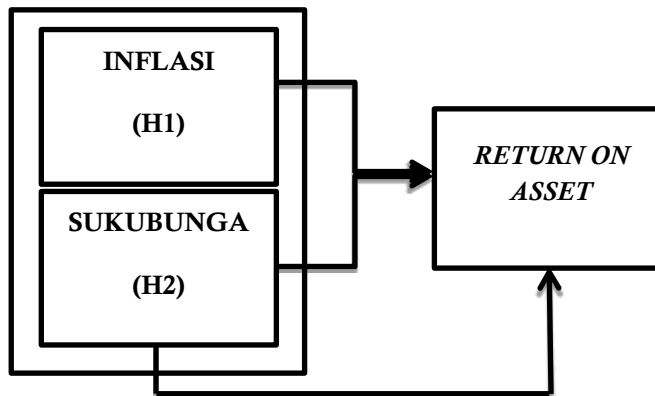 INFLASI
(H1)
SUKUBUNGA
(H2)
RETURN ON
ASSET